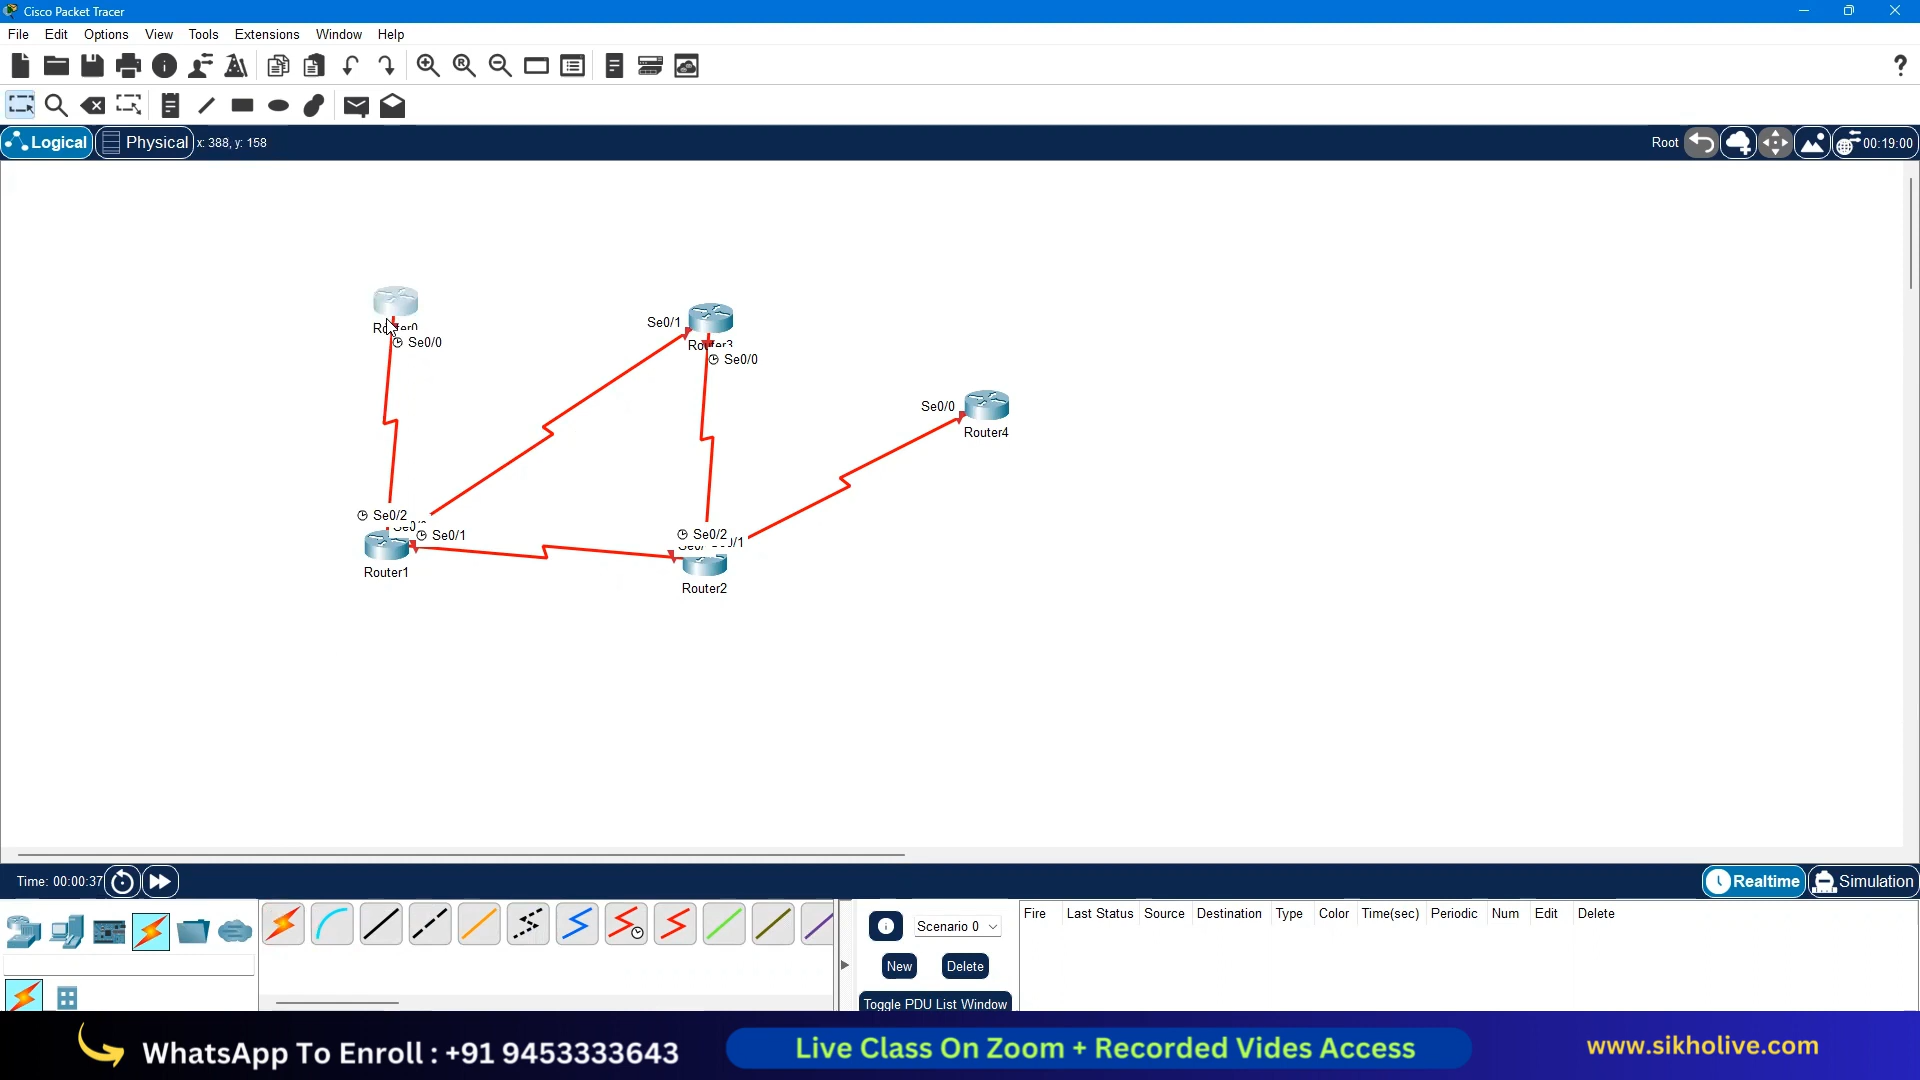 Cisco Packet Tracer
File Edit Options View Tools Extensions Window Help
Logical Physical x: 388, y: 158 Root 00:19:00
Router0
Se0/0
Se0/1
Router3
Se0/0
Se0/0
Router4
Se0/2
Se0/1
Router1
Se0/2
Router2
Time: 00:00:37 Realtime Simulation
Scenario 0
New Delete
Toggle PDU List Window
Fire Last Status Source Destination Type Color Time(sec) Periodic Num Edit Delete
WhatsApp To Enroll : +91 9453333643
Live Class On Zoom + Recorded Vides Access
www.sikholive.com